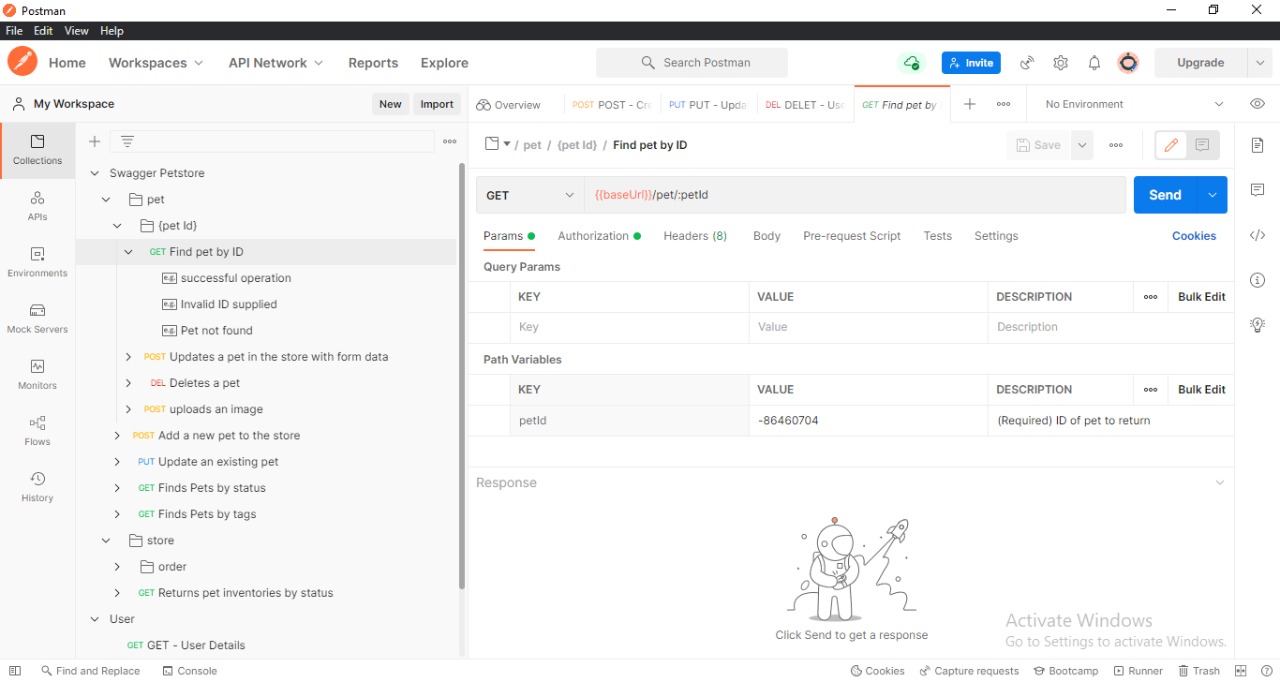 Postman
File Edit View Help
Home Workspaces API Network Reports Explore Search Postman Invite Upgrade
My Workspace New Import Overview POST POST - Cre PUT PUT - Upda DEL DELET - Use GET Find pet by No Environment
Collections
APIs
Environments
Mock Servers
Monitors
Flows
History
Swagger Petstore
pet
{pet Id}
GET Find pet by ID
e.g. successful operation
e.g. Invalid ID supplied
e.g. Pet not found
POST Updates a pet in the store with form data
DEL Deletes a pet
POST uploads an image
POST Add a new pet to the store
PUT Update an existing pet
GET Finds Pets by status
GET Finds Pets by tags
store
order
GET Returns pet inventories by status
User
GET GET - User Details
/ pet / {pet Id} / Find pet by ID Save
GET {{baseUrl}}/pet/:petId Send
Params Authorization Headers (8) Body Pre-request Script Tests Settings Cookies
Query Params
KEY VALUE DESCRIPTION Bulk Edit
Key Value Description
Path Variables
KEY VALUE DESCRIPTION Bulk Edit
petId -86460704 (Required) ID of pet to return
Response
Click Send to get a response
Activate Windows
Go to Settings to activate Windows.
Find and Replace Console Cookies Capture requests Bootcamp Runner Trash